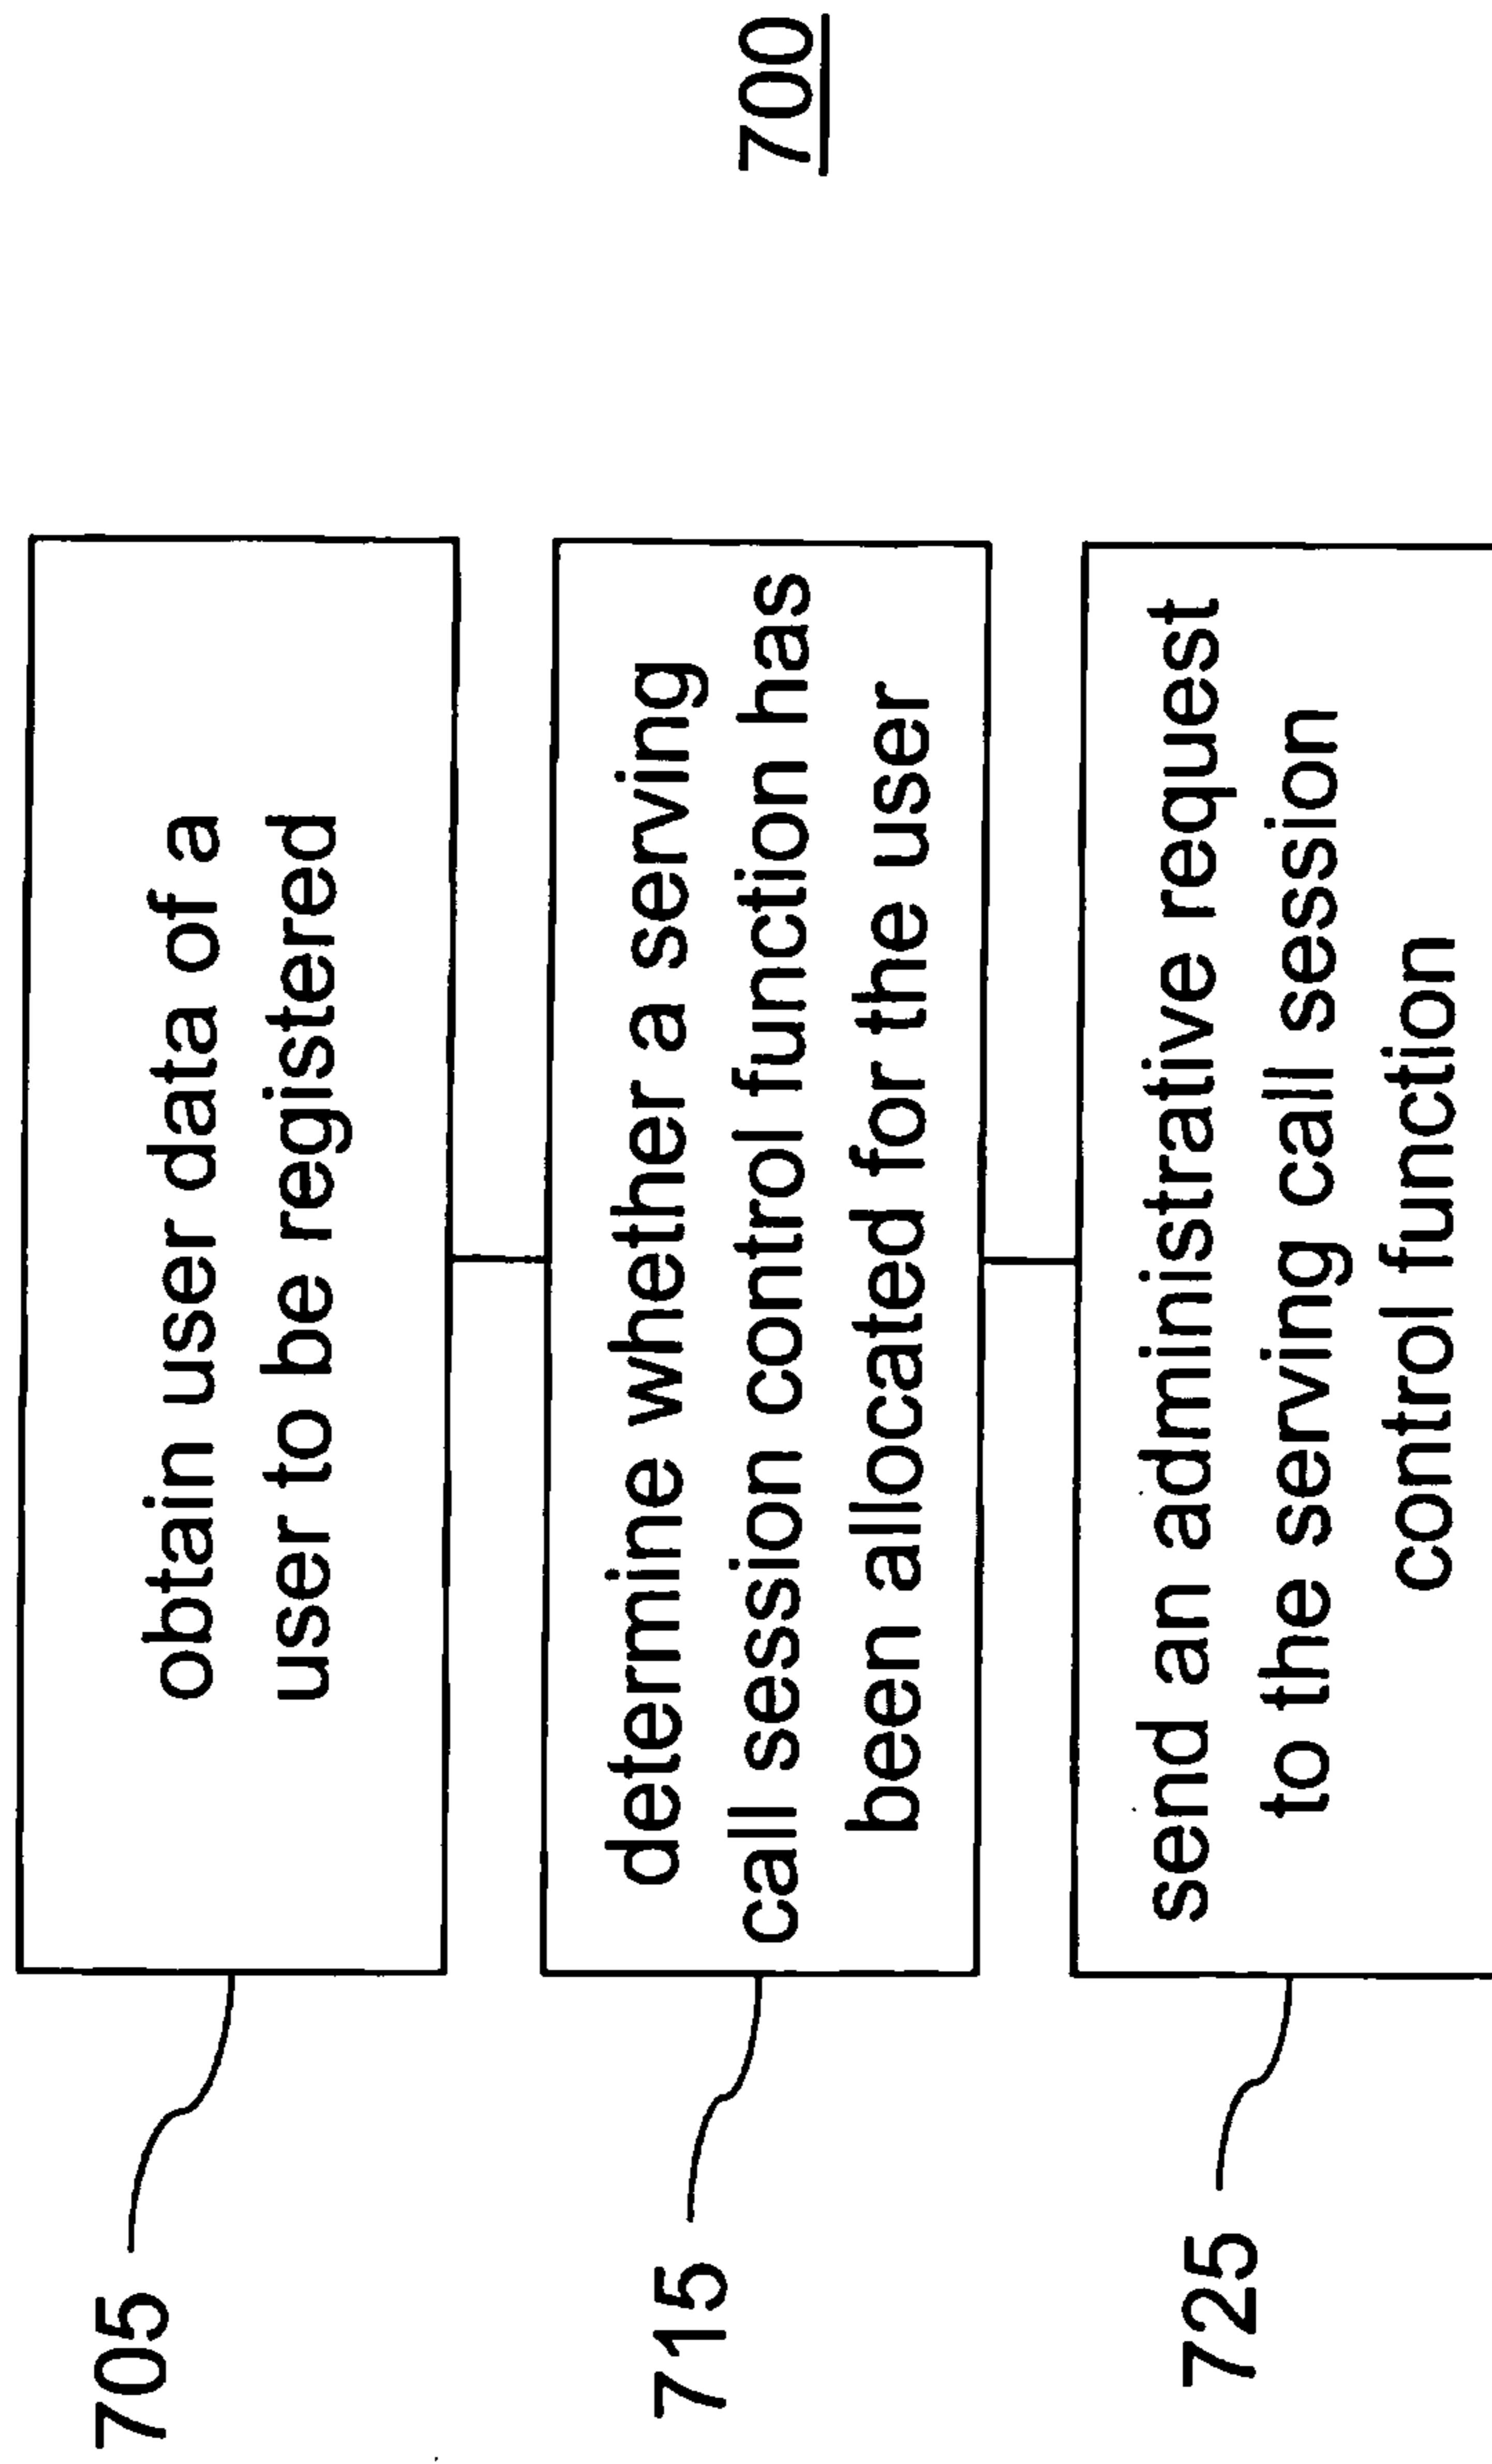 700
705
obtain user data of a
user to be registered
715
determine whether a serving
call session control function has
been allocated for the user
725
send an administrative request
to the serving call session
control function